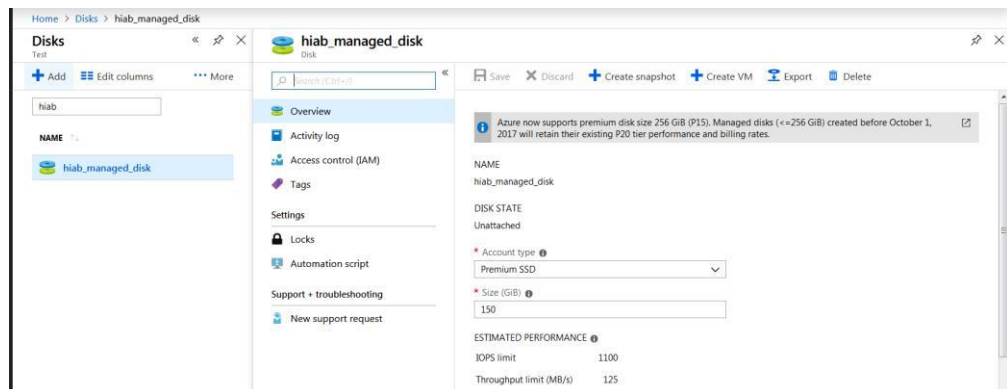 Home > Disks > hiab_managed_disk
Disks
Test
Add Edit columns ••• More
hiab
NAME
hiab_managed_disk
hiab_managed_disk
Disk
Search (Ctrl+/)
Overview
Activity log
Access control (IAM)
Tags
Settings
Locks
Automation script
Support + troubleshooting
New support request
Save Discard Create snapshot Create VM Export Delete
Azure now supports premium disk size 256 GiB (P15). Managed disks (<=256 GiB) created before October 1,
2017 will retain their existing P20 tier performance and billing rates.
NAME
hiab_managed_disk
DISK STATE
Unattached
* Account type
Premium SSD
* Size (GiB)
150
ESTIMATED PERFORMANCE
IOPS limit 1100
Throughput limit (MB/s) 125